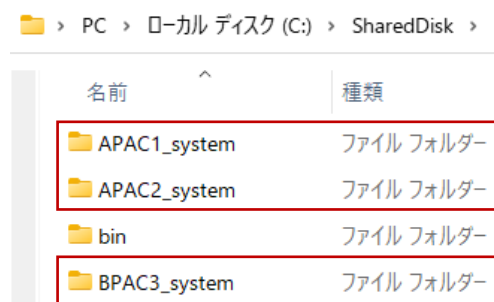 PC > ローカル ディスク (C:) > SharedDisk >
名前 種類
APAC1_system ファイル フォルダー
APAC2_system ファイル フォルダー
bin ファイル フォルダー
BPAC3_system ファイル フォルダー